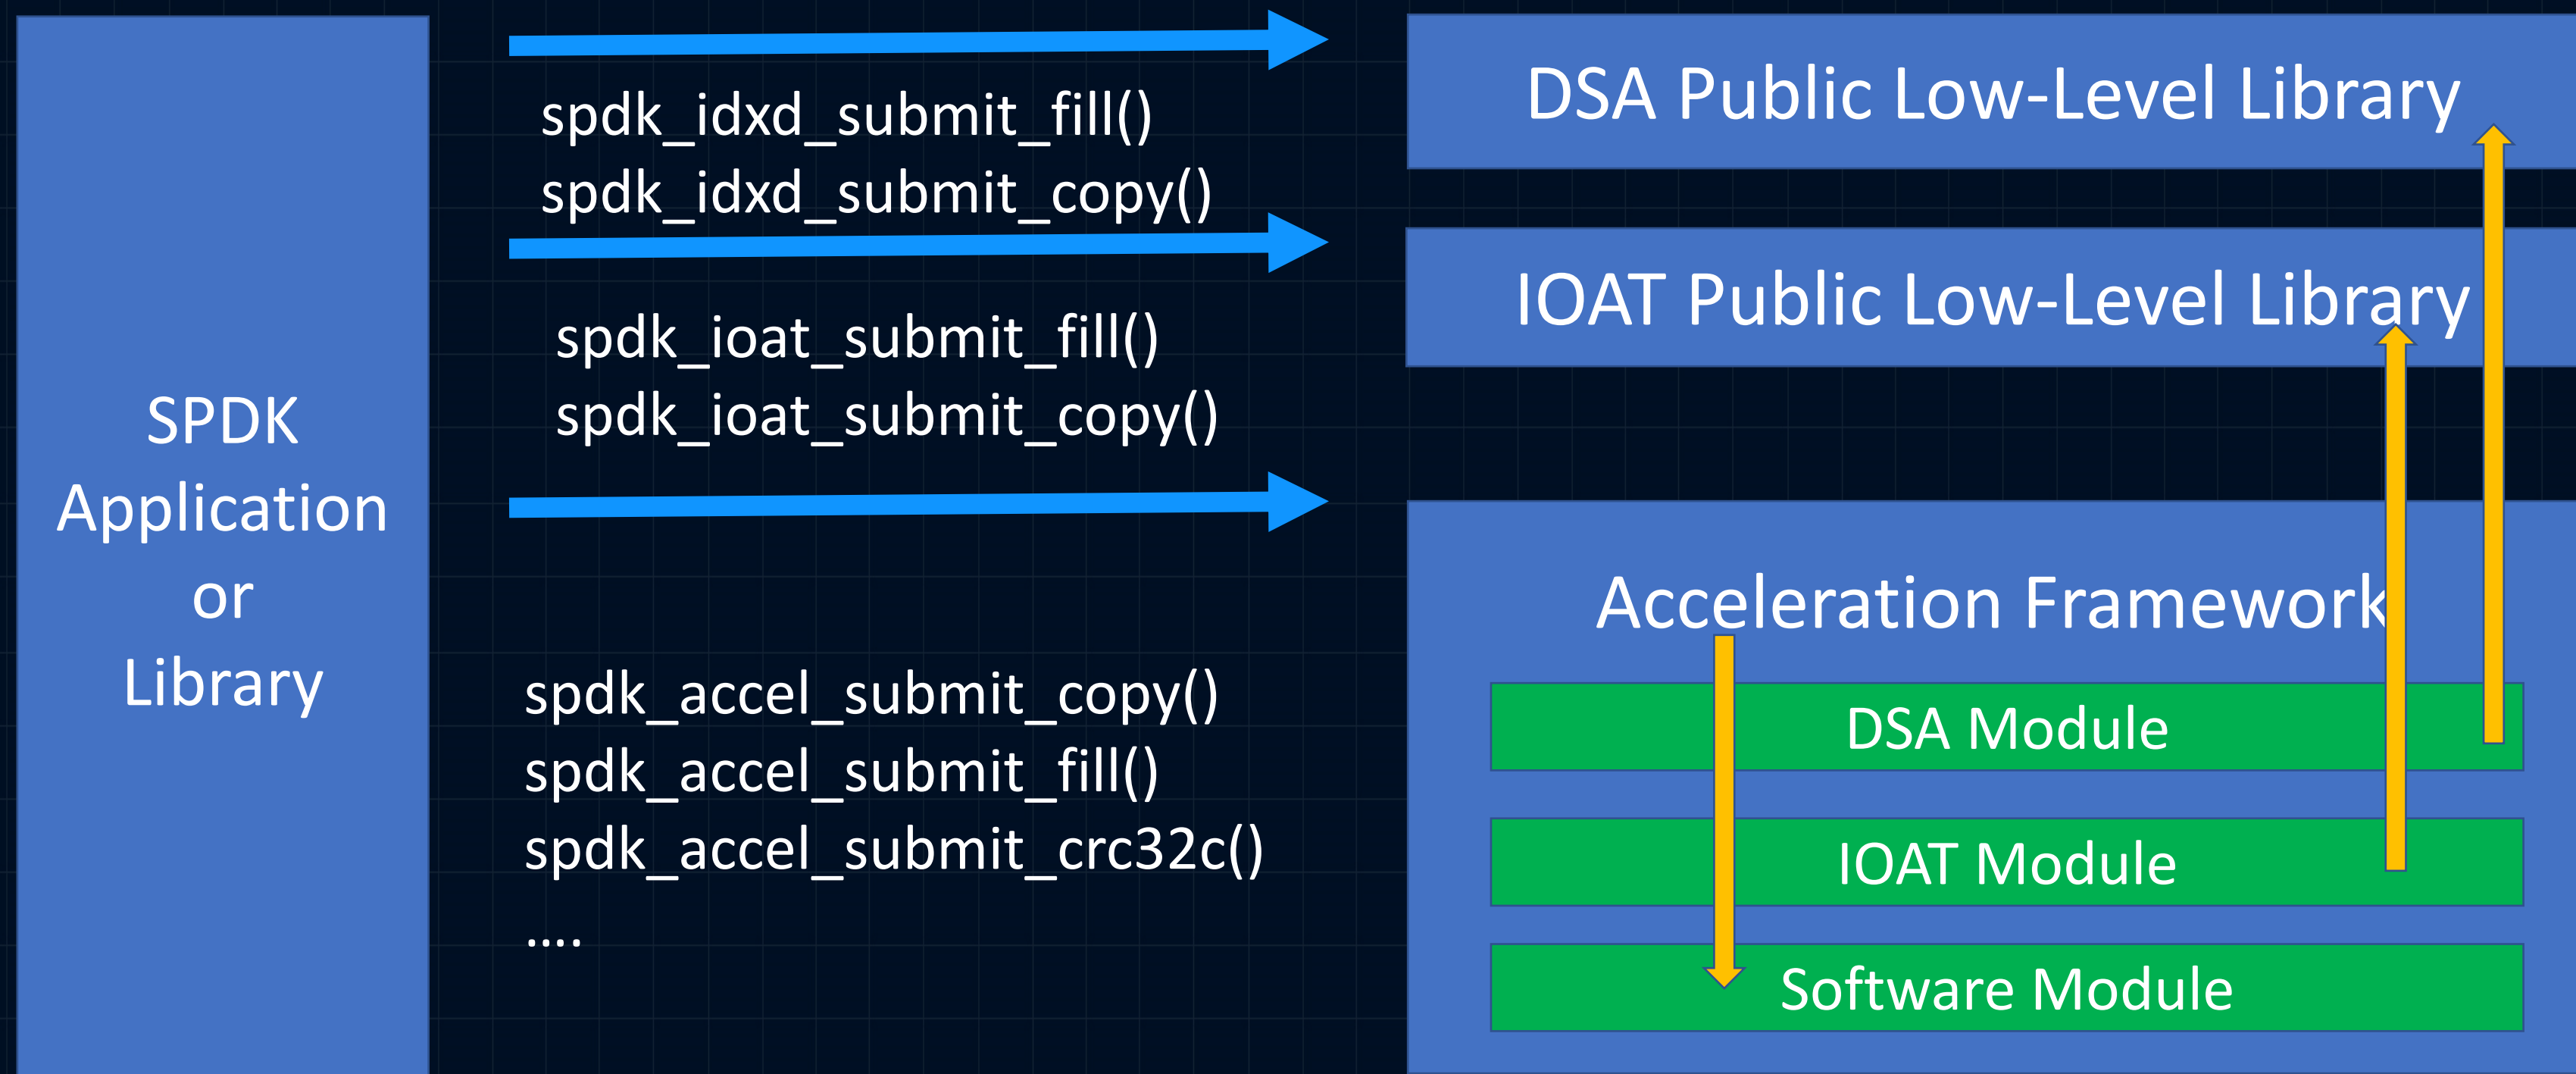 SPDK
Application
or
Library
spdk_idxd_submit_fill()
spdk_idxd_submit_copy()
spdk_ioat_submit_fill()
spdk_ioat_submit_copy()
spdk_accel_submit_copy()
spdk_accel_submit_fill()
spdk_accel_submit_crc32c()
....
DSA Public Low-Level Library
IOAT Public Low-Level Library
Acceleration Framework
DSA Module
IOAT Module
Software Module